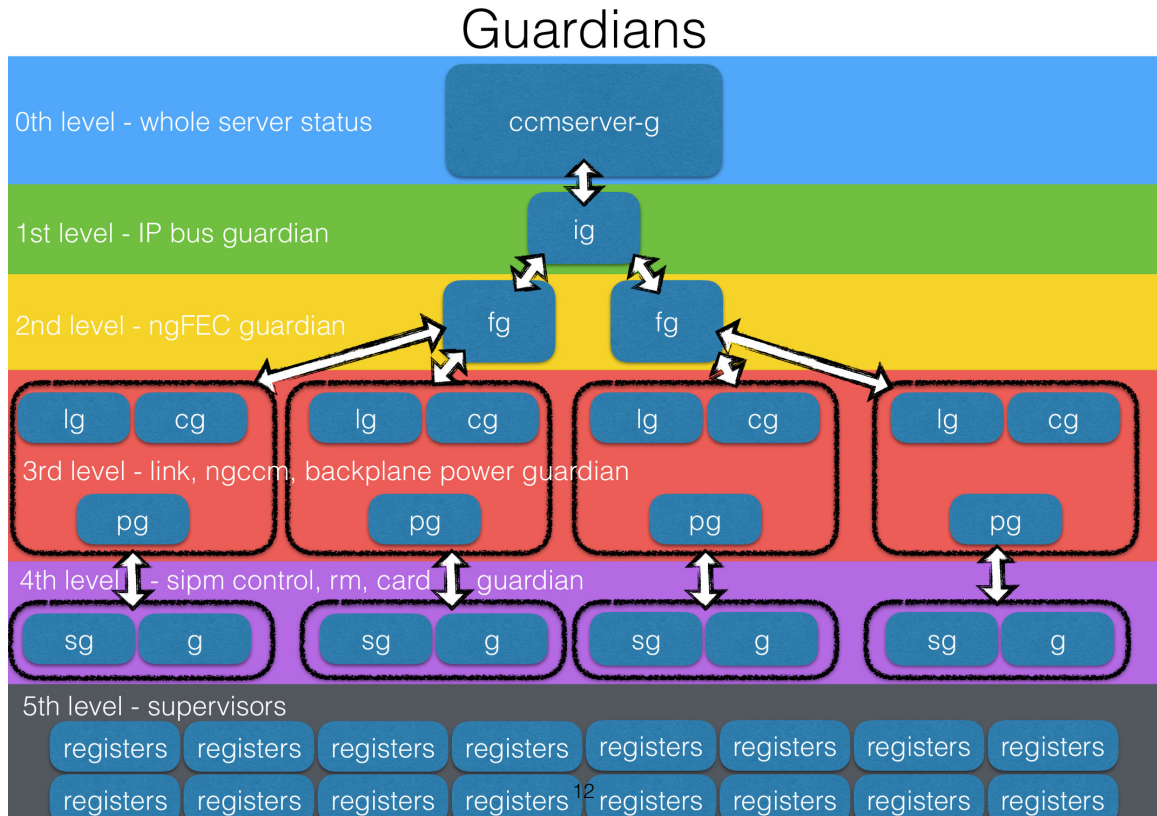 Guardians
0th level - whole server status
ccmserver-g
1st level - IP bus guardian
ig
2nd level - ngFEC guardian
fg fg
lg cg lg cg lg cg lg cg
3rd level - link, ngccm, backplane power guardian
pg pg pg pg
4th level - sipm control, rm, card guardian
sg g sg g sg g sg g
5th level - supervisors
registers registers registers registers registers registers registers registers
registers registers registers registers registers registers registers registers
12